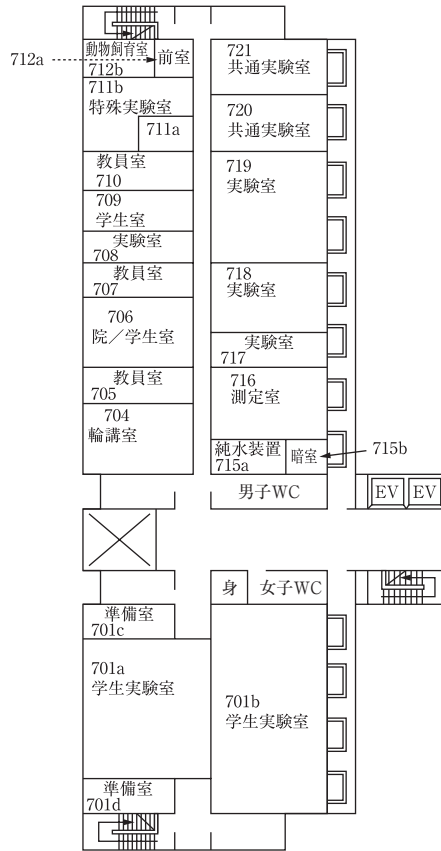 動物飼育室
前室
712a
712b
711b
特殊実験室
711a
教員室
710
709
学生室
実験室
708
教員室
707
706
院／学生室
教員室
705
704
輪講室
721
共通実験室
720
共通実験室
719
実験室
718
実験室
実験室
717
716
測定室
純水装置
715a
暗室
715b
男子WC
EV
EV
身
女子WC
準備室
701c
701a
学生実験室
701b
学生実験室
準備室
701d